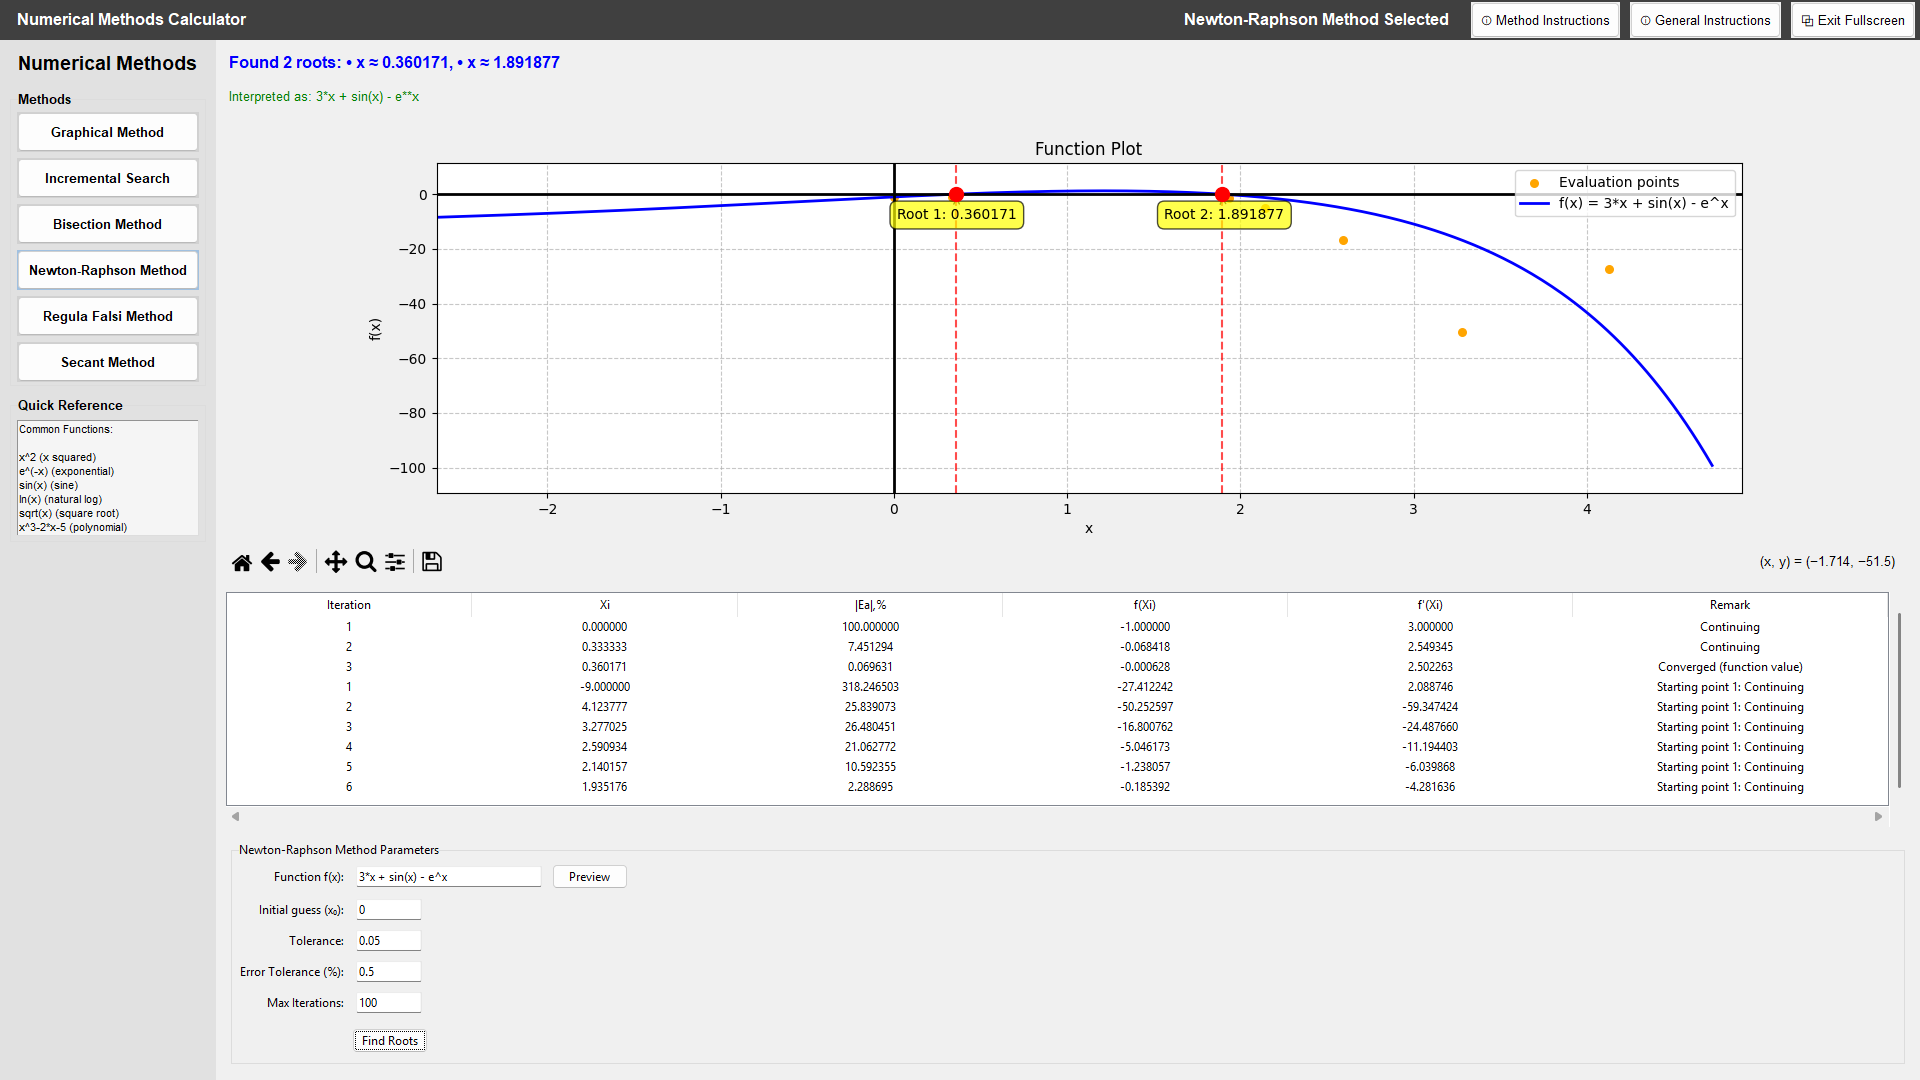 Numerical Methods Calculator
Newton-Raphson Method Selected
Method Instructions
General Instructions
Exit Fullscreen
Numerical Methods
Methods
Graphical Method
Incremental Search
Bisection Method
Newton-Raphson Method
Regula Falsi Method
Secant Method
Quick Reference
Common Functions:
x^2 (x squared)
e^(-x) (exponential)
sin(x) (sine)
ln(x) (natural log)
sqrt(x) (square root)
x^3-2*x-5 (polynomial)
Found 2 roots: • x ≈ 0.360171, • x ≈ 1.891877
Interpreted as: 3*x + sin(x) - e**x
Function Plot
Evaluation points
f(x) = 3*x + sin(x) - e^x
Root 1: 0.360171
Root 2: 1.891877
0
−20
−40
−60
−80
−100
f(x)
−2 −1 0 1 2 3 4
x
(x, y) = (−1.714, −51.5)
Iteration Xi |Ea|,% f(Xi) f'(Xi) Remark
1 0.000000 100.000000 -1.000000 3.000000 Continuing
2 0.333333 7.451294 -0.068418 2.549345 Continuing
3 0.360171 0.069631 -0.000628 2.502263 Converged (function value)
1 -9.000000 318.246503 -27.412242 2.088746 Starting point 1: Continuing
2 4.123777 25.839073 -50.252597 -59.347424 Starting point 1: Continuing
3 3.277025 26.480451 -16.800762 -24.487660 Starting point 1: Continuing
4 2.590934 21.062772 -5.046173 -11.194403 Starting point 1: Continuing
5 2.140157 10.592355 -1.238057 -6.039868 Starting point 1: Continuing
6 1.935176 2.288695 -0.185392 -4.281636 Starting point 1: Continuing
Newton-Raphson Method Parameters
Function f(x): 3*x + sin(x) - e^x Preview
Initial guess (x₀): 0
Tolerance: 0.05
Error Tolerance (%): 0.5
Max Iterations: 100
Find Roots